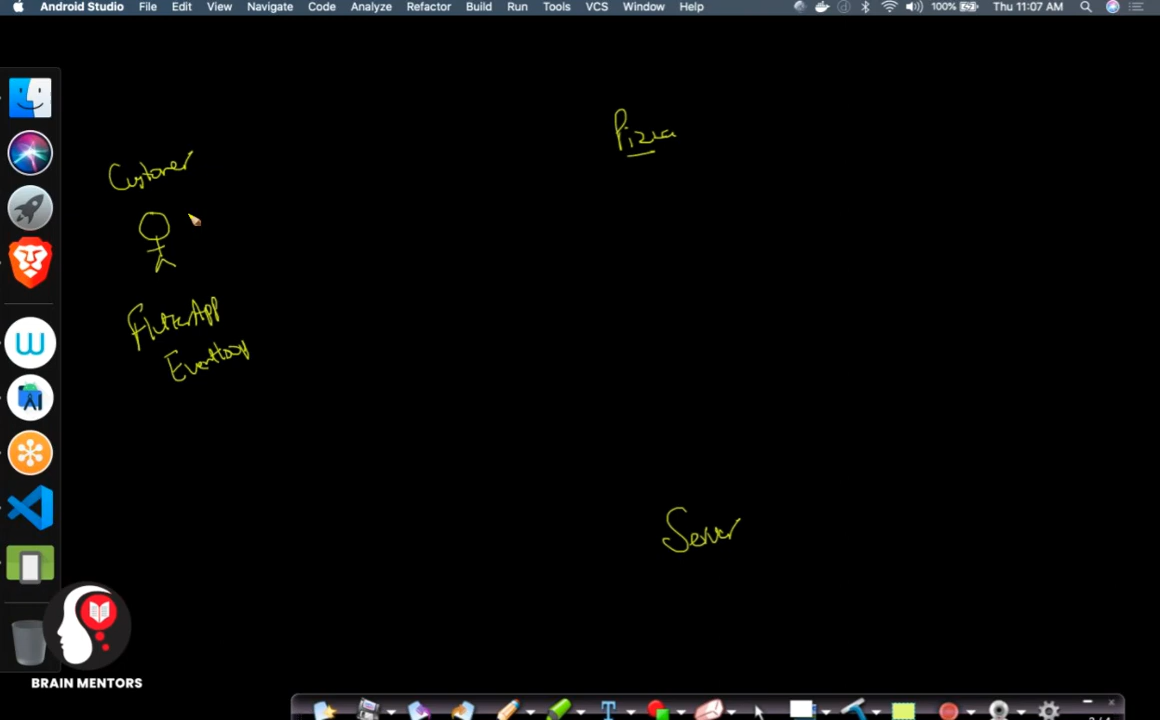 Android Studio File Edit View Navigate Code Analyze Refactor Build Run Tools VCS Window Help 100% Thu 11:07 AM
Pizza
Customer
FlutterApp
Eventloop
Server
BRAIN MENTORS